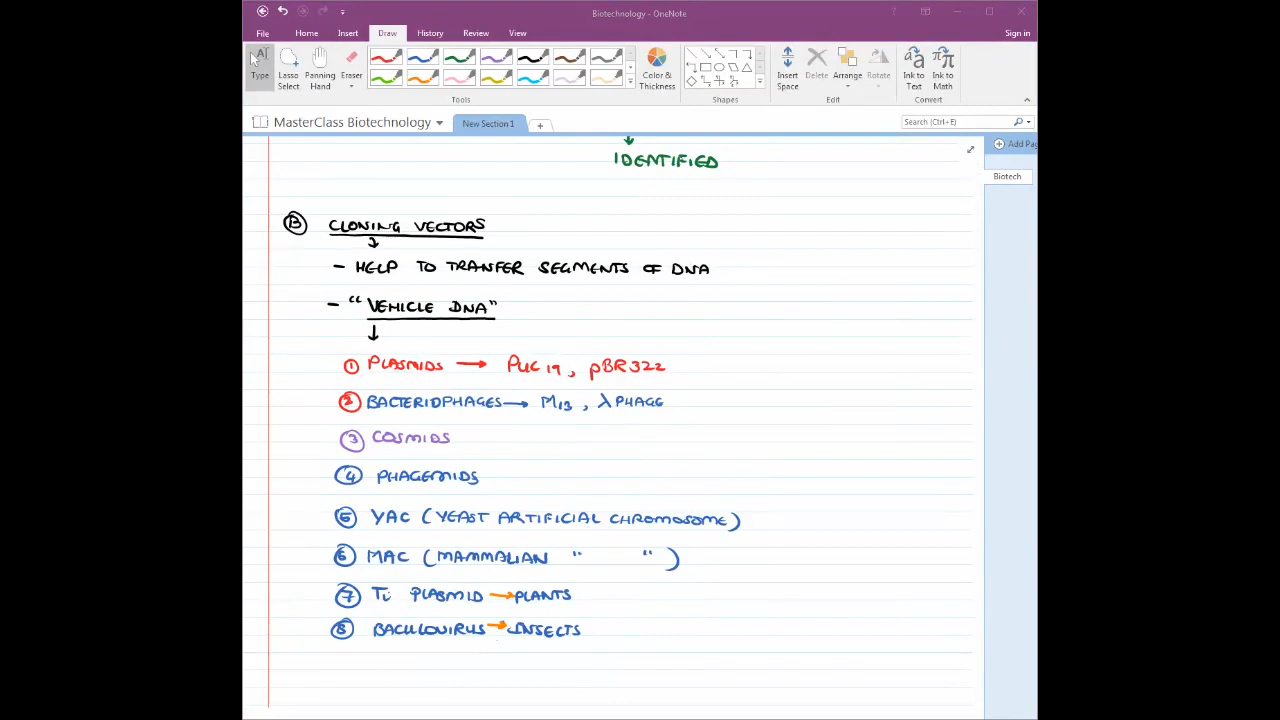 Biotechnology - OneNote
?
File Home Insert Draw History Review View Sign in
Type Lasso Select Panning Hand Eraser Color & Thickness Insert Space Delete Arrange Rotate Ink to Text Ink to Math
Tools Shapes Edit Convert
MasterClass Biotechnology New Section 1 Search (Ctrl+E)
Add Pag
Biotech
IDENTIFIED
B CLONING VECTORS
- HELP TO TRANFER SEGMENTS OF DNA
- "VEHICLE DNA"
1 PLASMIDS → PUC 19, pBR322
2 BACTERIOPHAGES → M13, λ PHAGE
3 COSMIDS
4 PHAGEMIDS
5 YAC (YEAST ARTIFICIAL CHROMOSOME)
6 MAC (MAMMALIAN " ")
7 Ti PLASMID → PLANTS
8 BACULOVIRUS → INSECTS